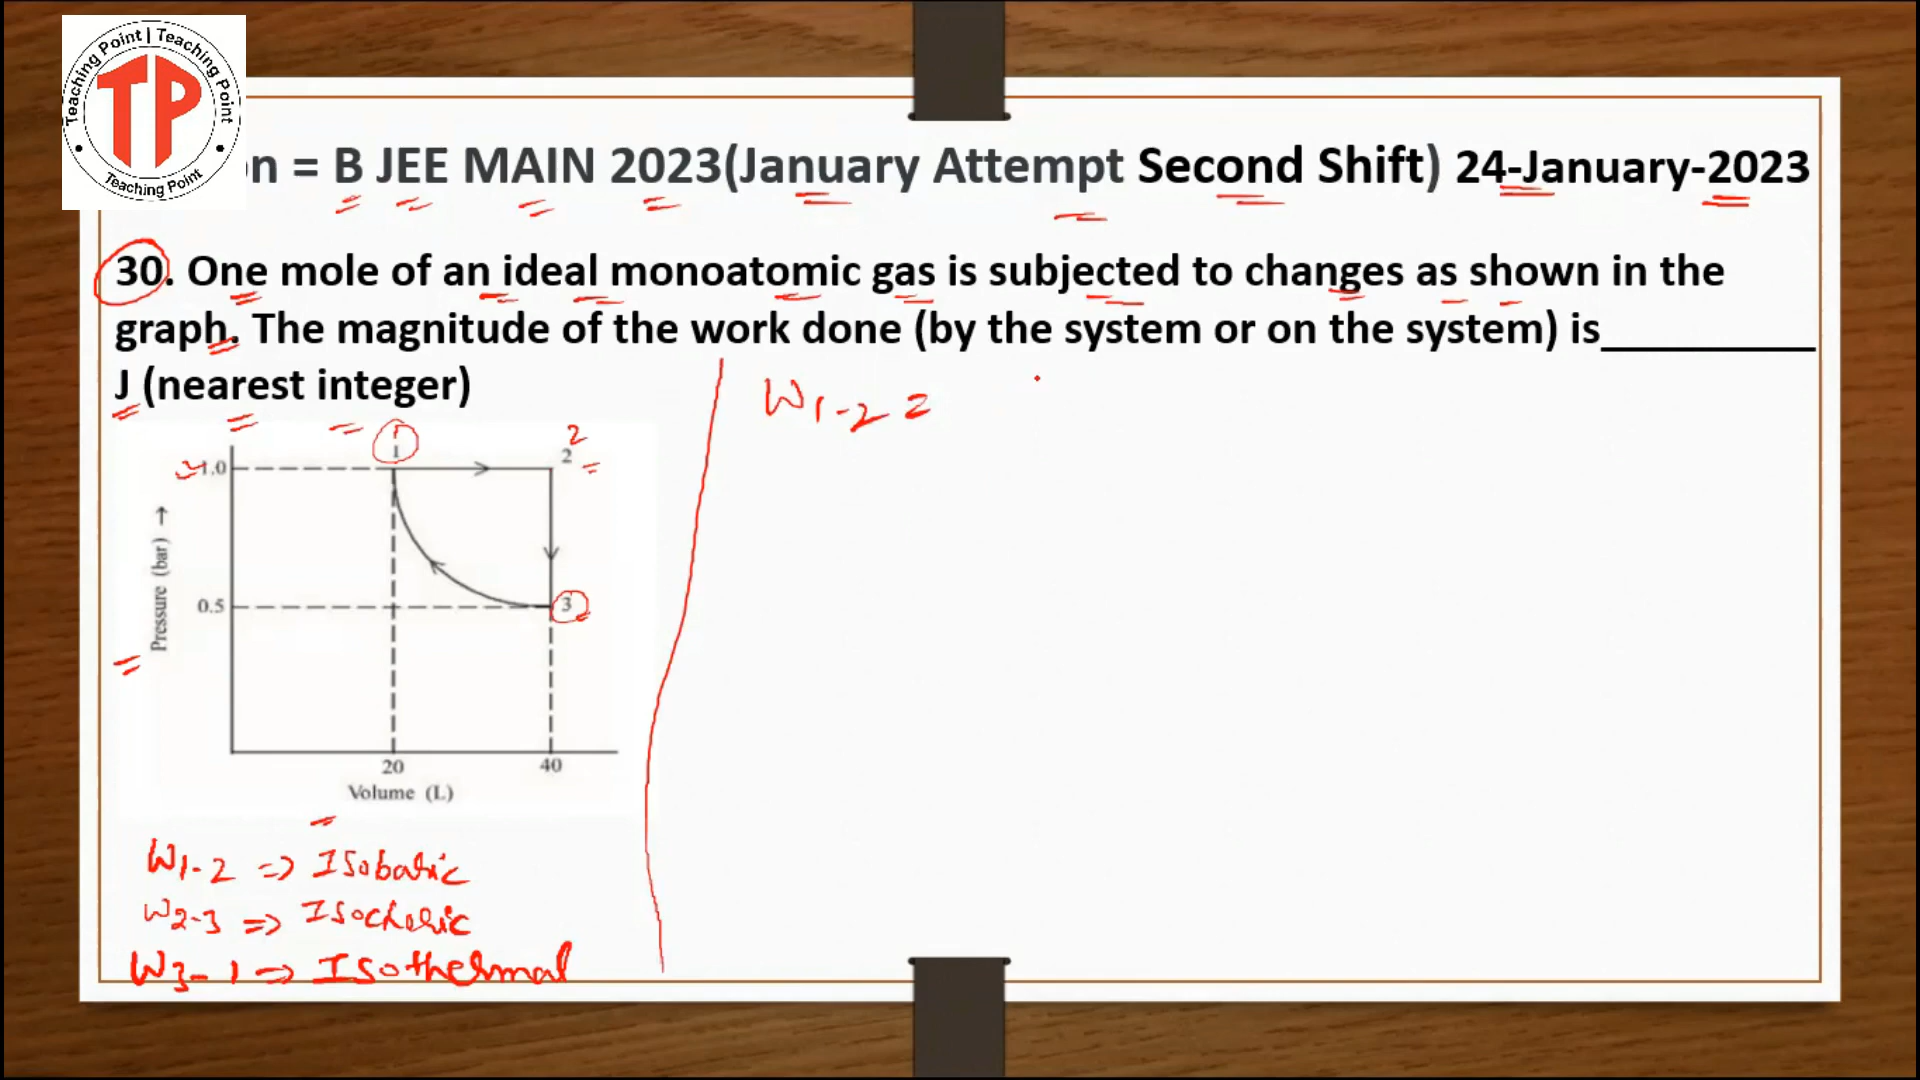 Teaching Point | Teaching Point
TP
Teaching Point
n = B JEE MAIN 2023(January Attempt Second Shift) 24-January-2023
30. One mole of an ideal monoatomic gas is subjected to changes as shown in the
graph. The magnitude of the work done (by the system or on the system) is__________
J (nearest integer)
W1-2 =
1
2
1
2
1.0
Pressure (bar) →
0.5
3
20
40
Volume (L)
W1-2 => Isobaric
W2-3 => Isochoric
W3-1 => Isothermal